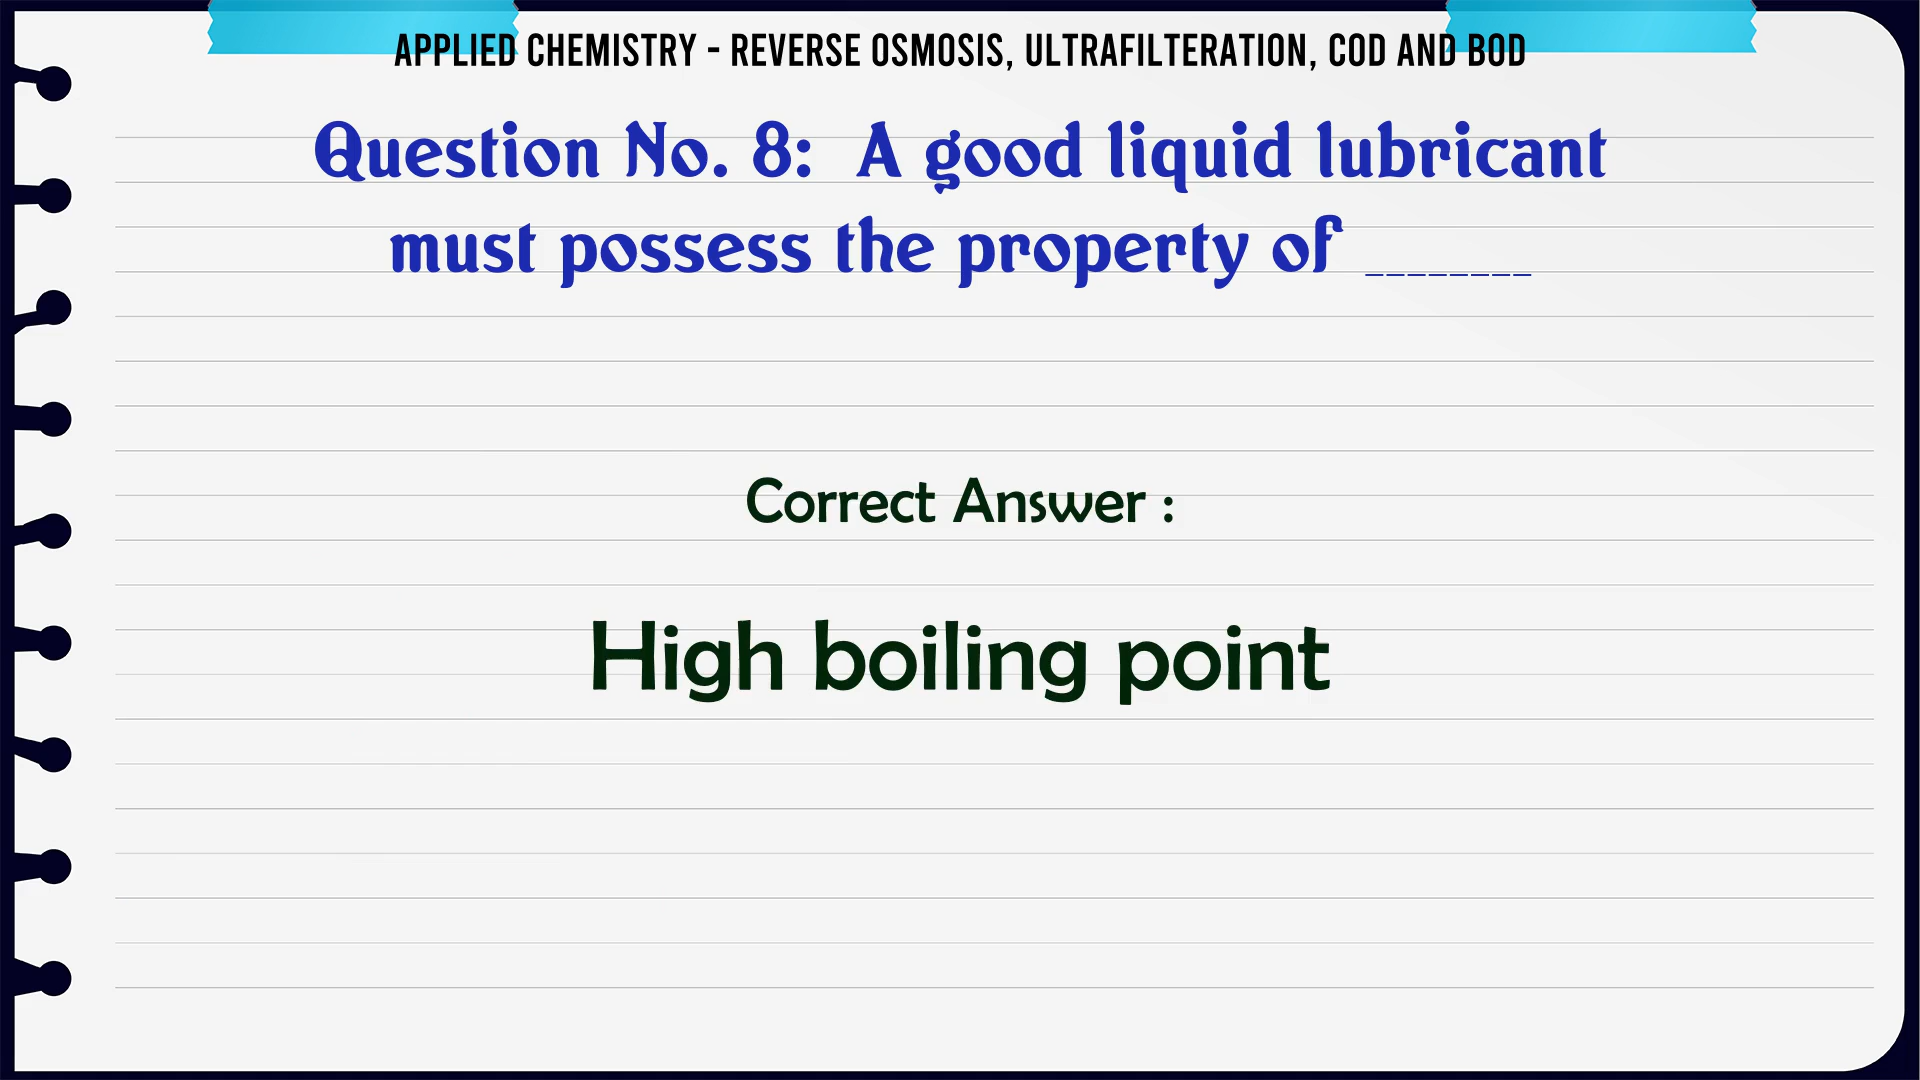 APPLIED CHEMISTRY - REVERSE OSMOSIS, ULTRAFILTERATION, COD AND BOD
Question No. 8: A good liquid lubricant
must possess the property of ________
Correct Answer :
High boiling point